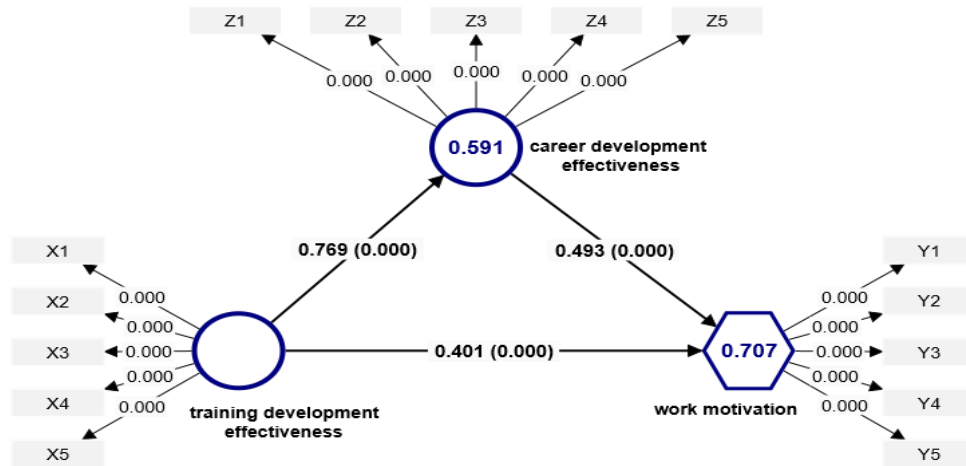 Z1 Z2 Z3 Z4 Z5
0.000 0.000 0.000 0.000 0.000
0.591
career development
effectiveness
0.769 (0.000) 0.493 (0.000)
X1 Y1
0.000 0.000
X2 Y2
0.000 0.000
X3 0.000 0.401 (0.000) 0.707 0.000 Y3
0.000 0.000
X4 Y4
0.000 0.000
training development
effectiveness
work motivation
X5 Y5